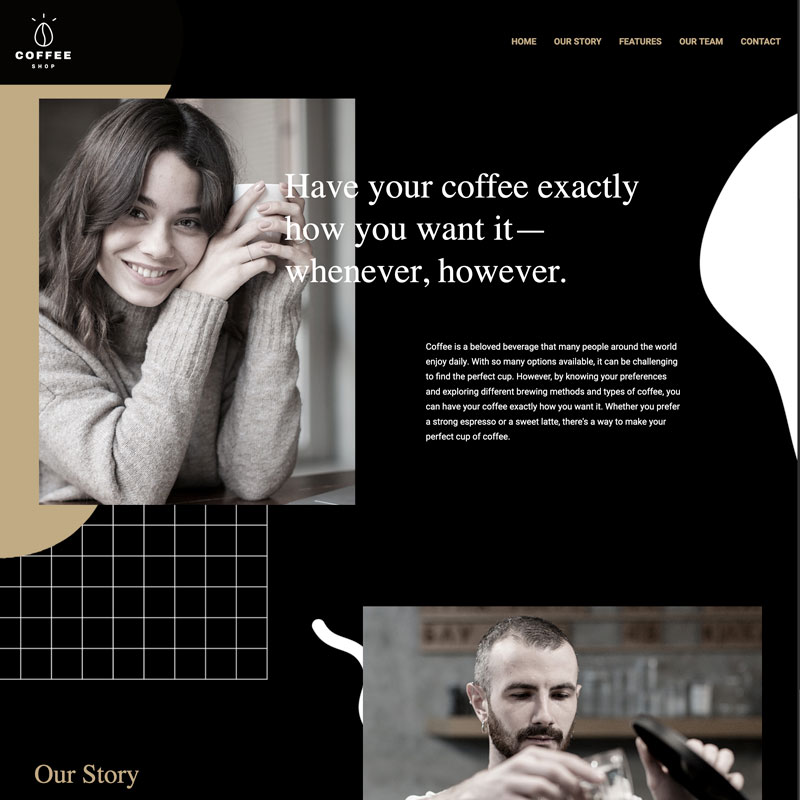 COFFEE
SHOP
HOME OUR STORY FEATURES OUR TEAM CONTACT
Have your coffee exactly
how you want it—
whenever, however.
Coffee is a beloved beverage that many people around the world
enjoy daily. With so many options available, it can be challenging
to find the perfect cup. However, by knowing your preferences
and exploring different brewing methods and types of coffee, you
can have your coffee exactly how you want it. Whether you prefer
a strong espresso or a sweet latte, there's a way to make your
perfect cup of coffee.
Our Story